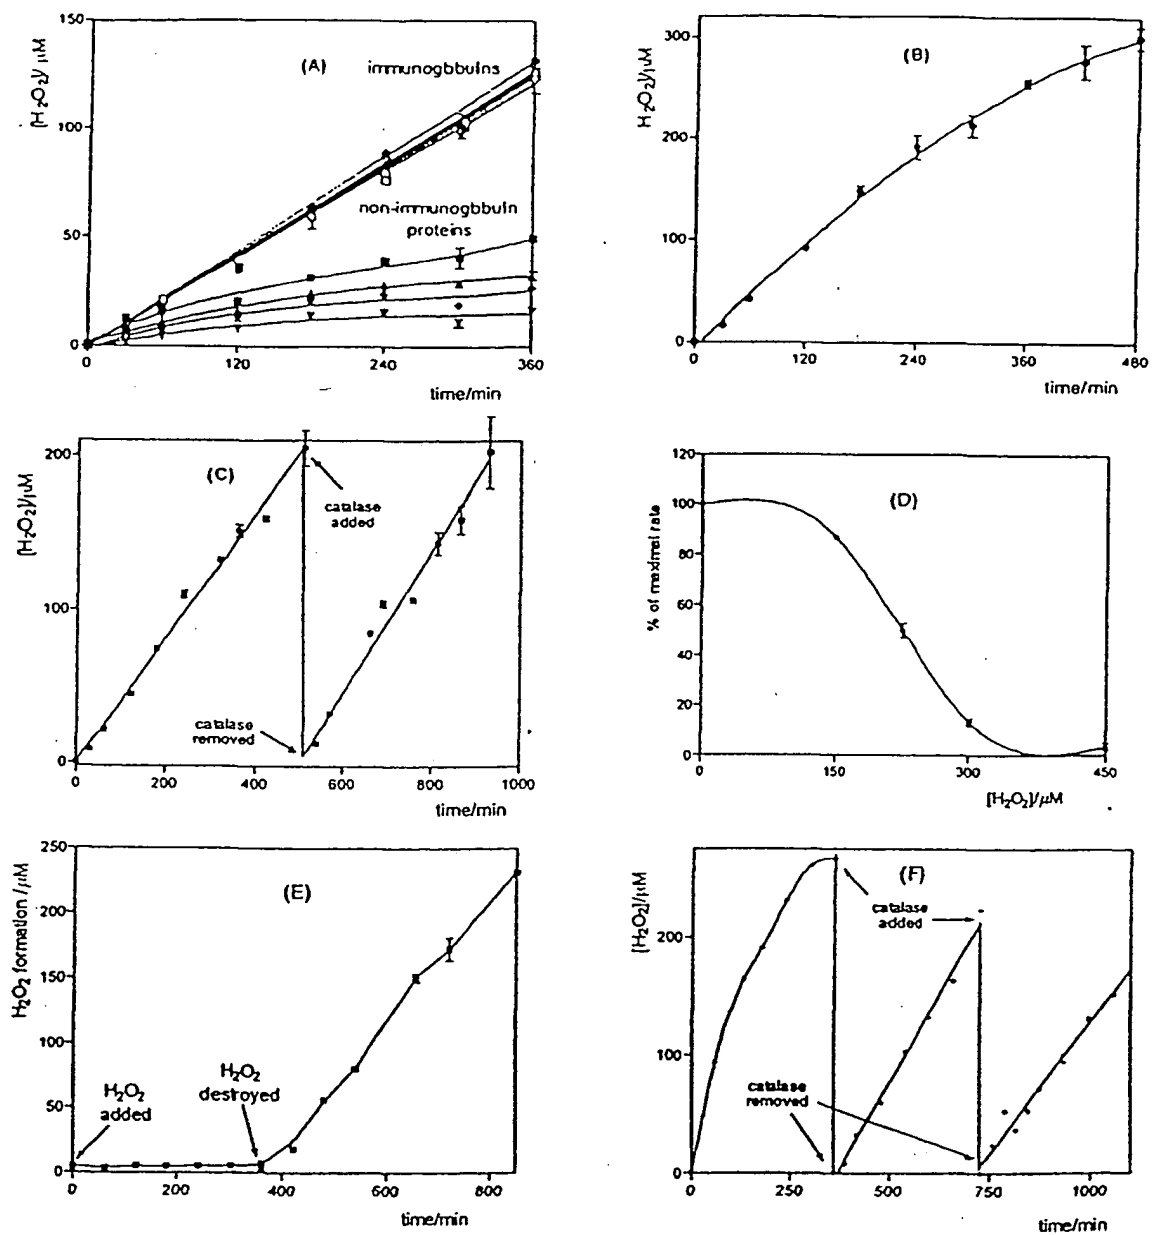 (A)
immunogbbulins
non-immunogbbulin
proteins
[H₂O₂]/ μM
150
100
50
0
0 120 240 360
time/min
(B)
H₂O₂]/μM
300
200
100
0
0 120 240 360 480
time/min
(C)
[H₂O₂]/μM
200
100
0
catalase
added
catalase
removed
0 200 400 600 800 1000
time/min
(D)
% of maximal rate
120
100
80
60
40
20
0
0 150 300 450
[H₂O₂]/μM
(E)
H₂O₂ formation /μM
250
200
150
100
50
0
H₂O₂
added
H₂O₂
destroyed
0 200 400 600 800
time/min
(F)
[H₂O₂]/μM
200
100
0
catalase
added
catalase
removed
0 250 500 750 1000
time/min